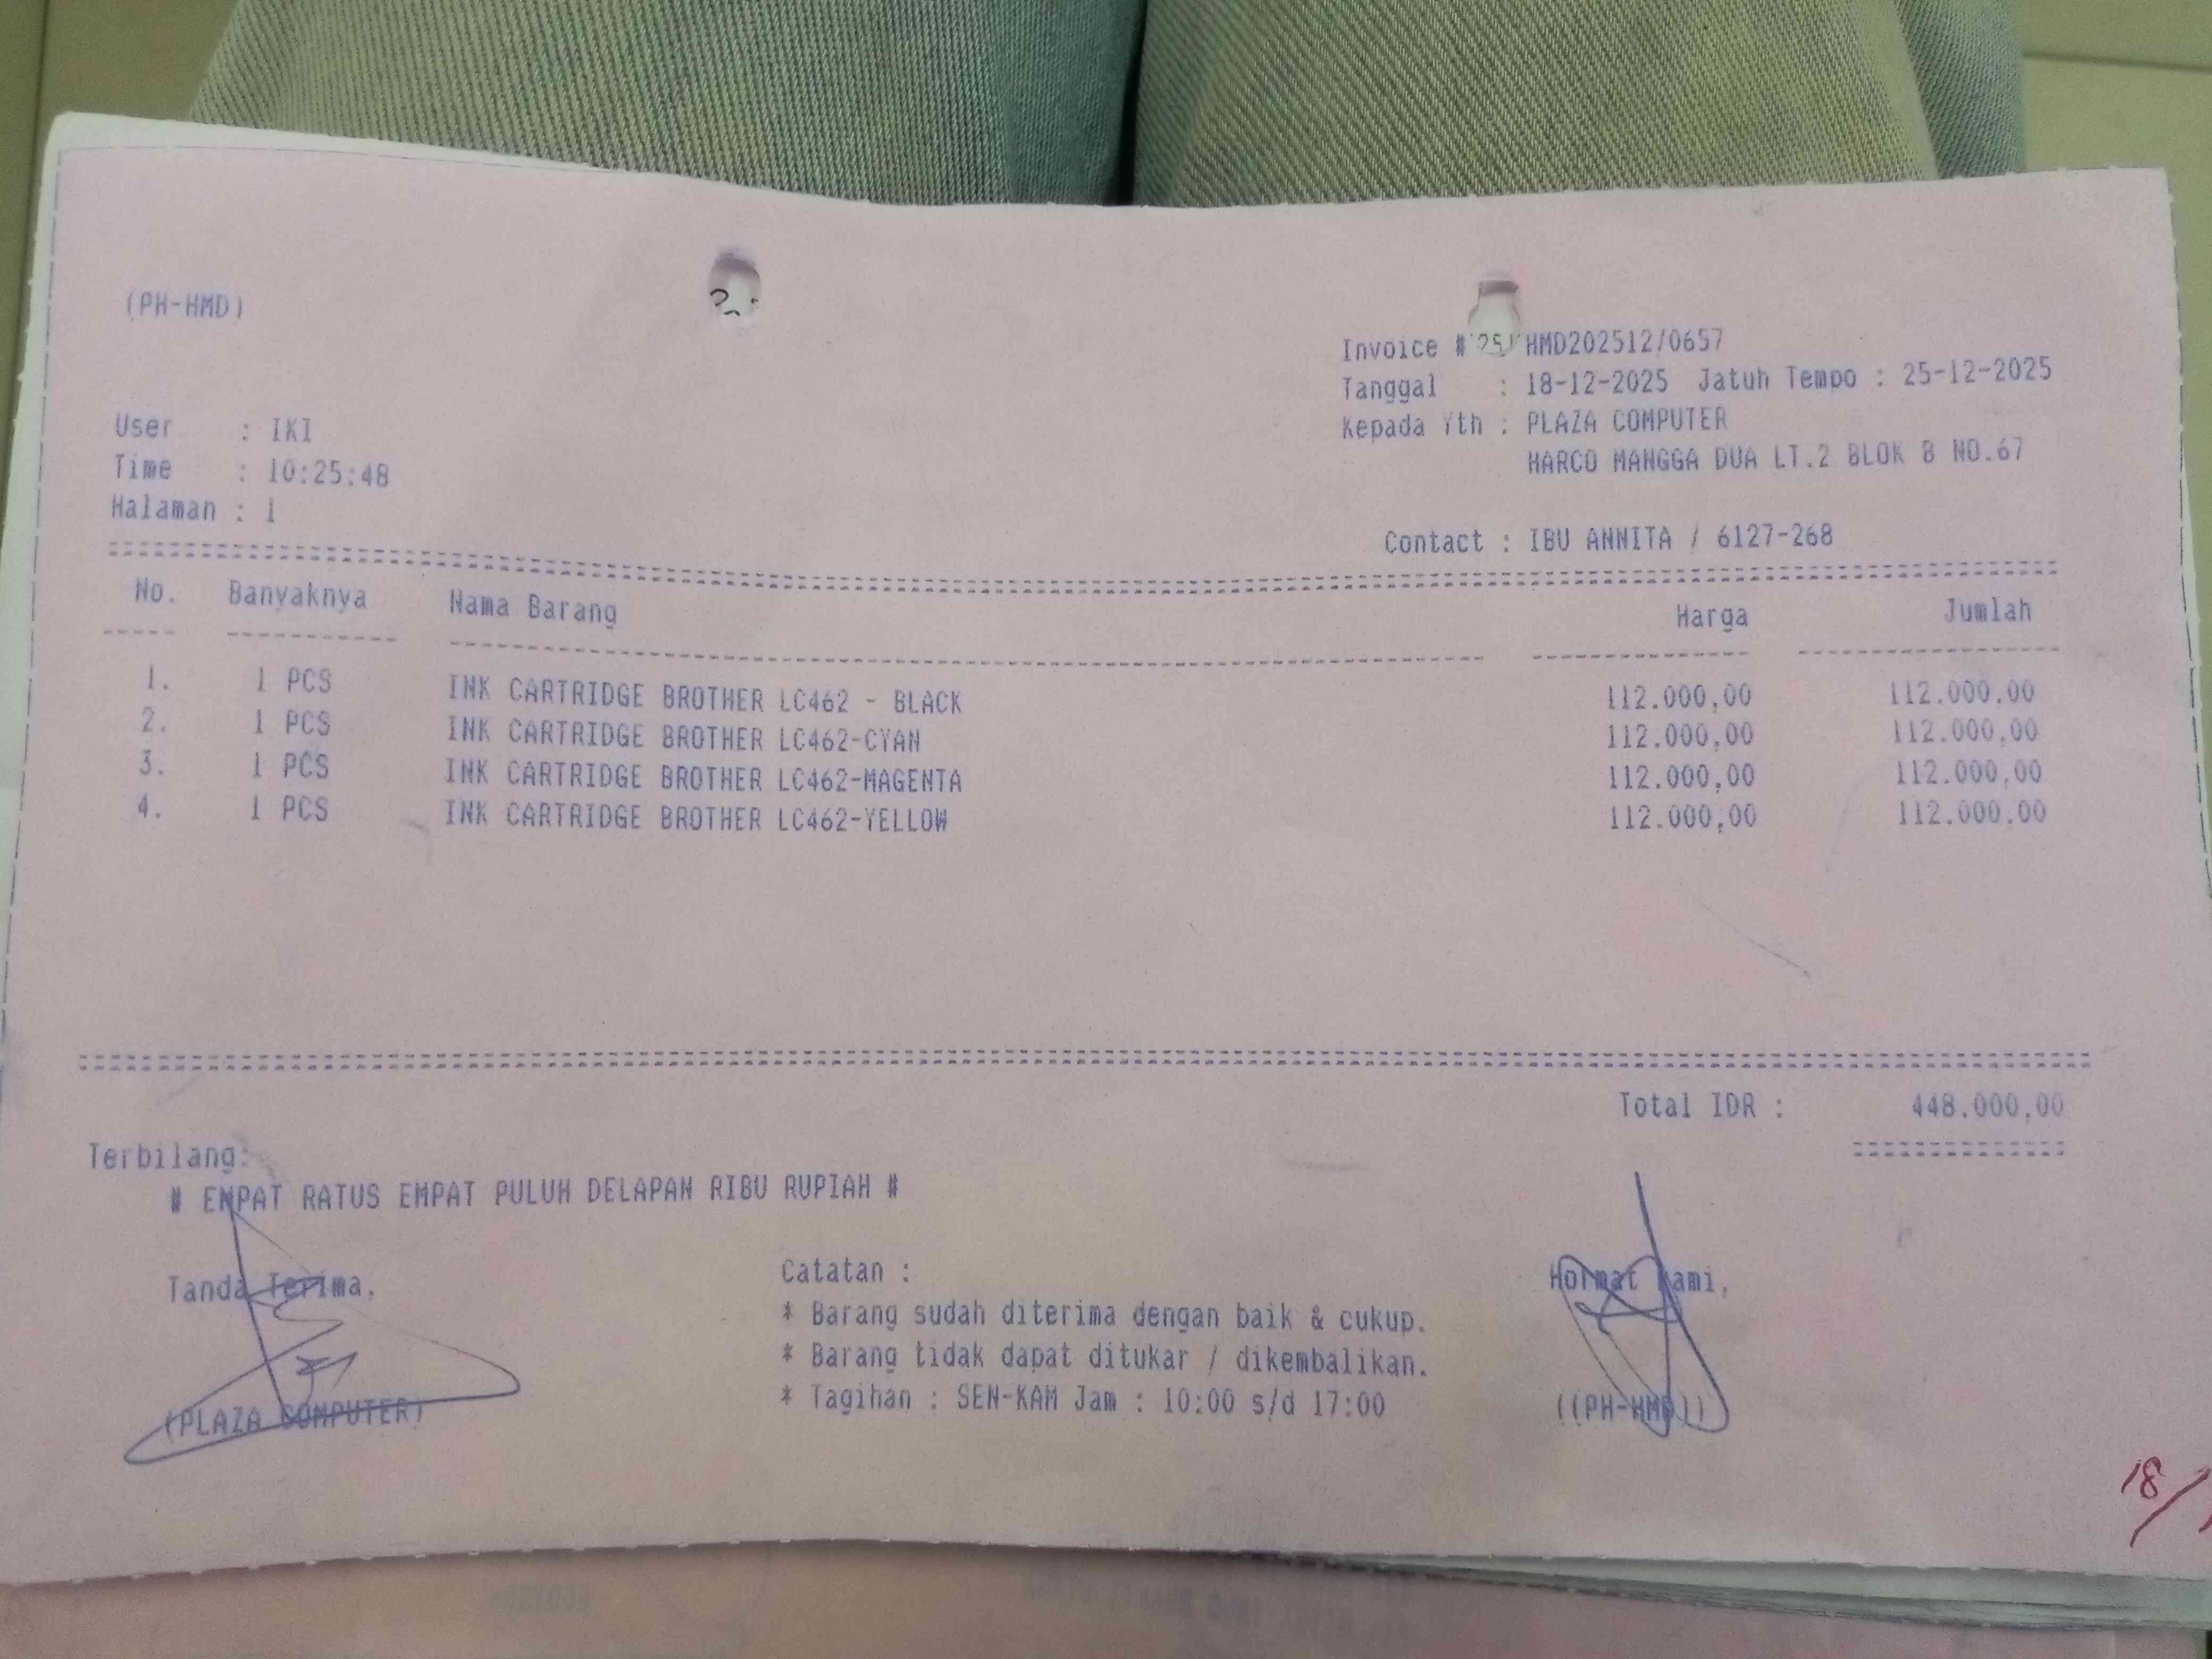 (PH-HMD)
Invoice # HMD202512/0657
Tanggal : 18-12-2025 Jatuh Tempo : 25-12-2025
User : IKI
Kepada Yth : PLAZA COMPUTER
Time : 10:25:48
HARCO MANGGA DUA LT.2 BLOK B NO.67
Halaman : 1
Contact : IBU ANNITA / 6127-268
No. Banyaknya Nama Barang Harga Jumlah
1. 1 PCS INK CARTRIDGE BROTHER LC462 - BLACK 112.000,00 112.000,00
2. 1 PCS INK CARTRIDGE BROTHER LC462-CYAN 112.000,00 112.000,00
3. 1 PCS INK CARTRIDGE BROTHER LC462-MAGENTA 112.000,00 112.000,00
4. 1 PCS INK CARTRIDGE BROTHER LC462-YELLOW 112.000,00 112.000,00
Total IDR : 448.000,00
Terbilang:
# EMPAT RATUS EMPAT PULUH DELAPAN RIBU RUPIAH #
Tanda Terima, Catatan : Hormat Kami,
* Barang sudah diterima dengan baik & cukup.
* Barang tidak dapat ditukar / dikembalikan.
* Tagihan : SEN-KAM Jam : 10:00 s/d 17:00
(PLAZA COMPUTER) ((PH-HMD))
18/